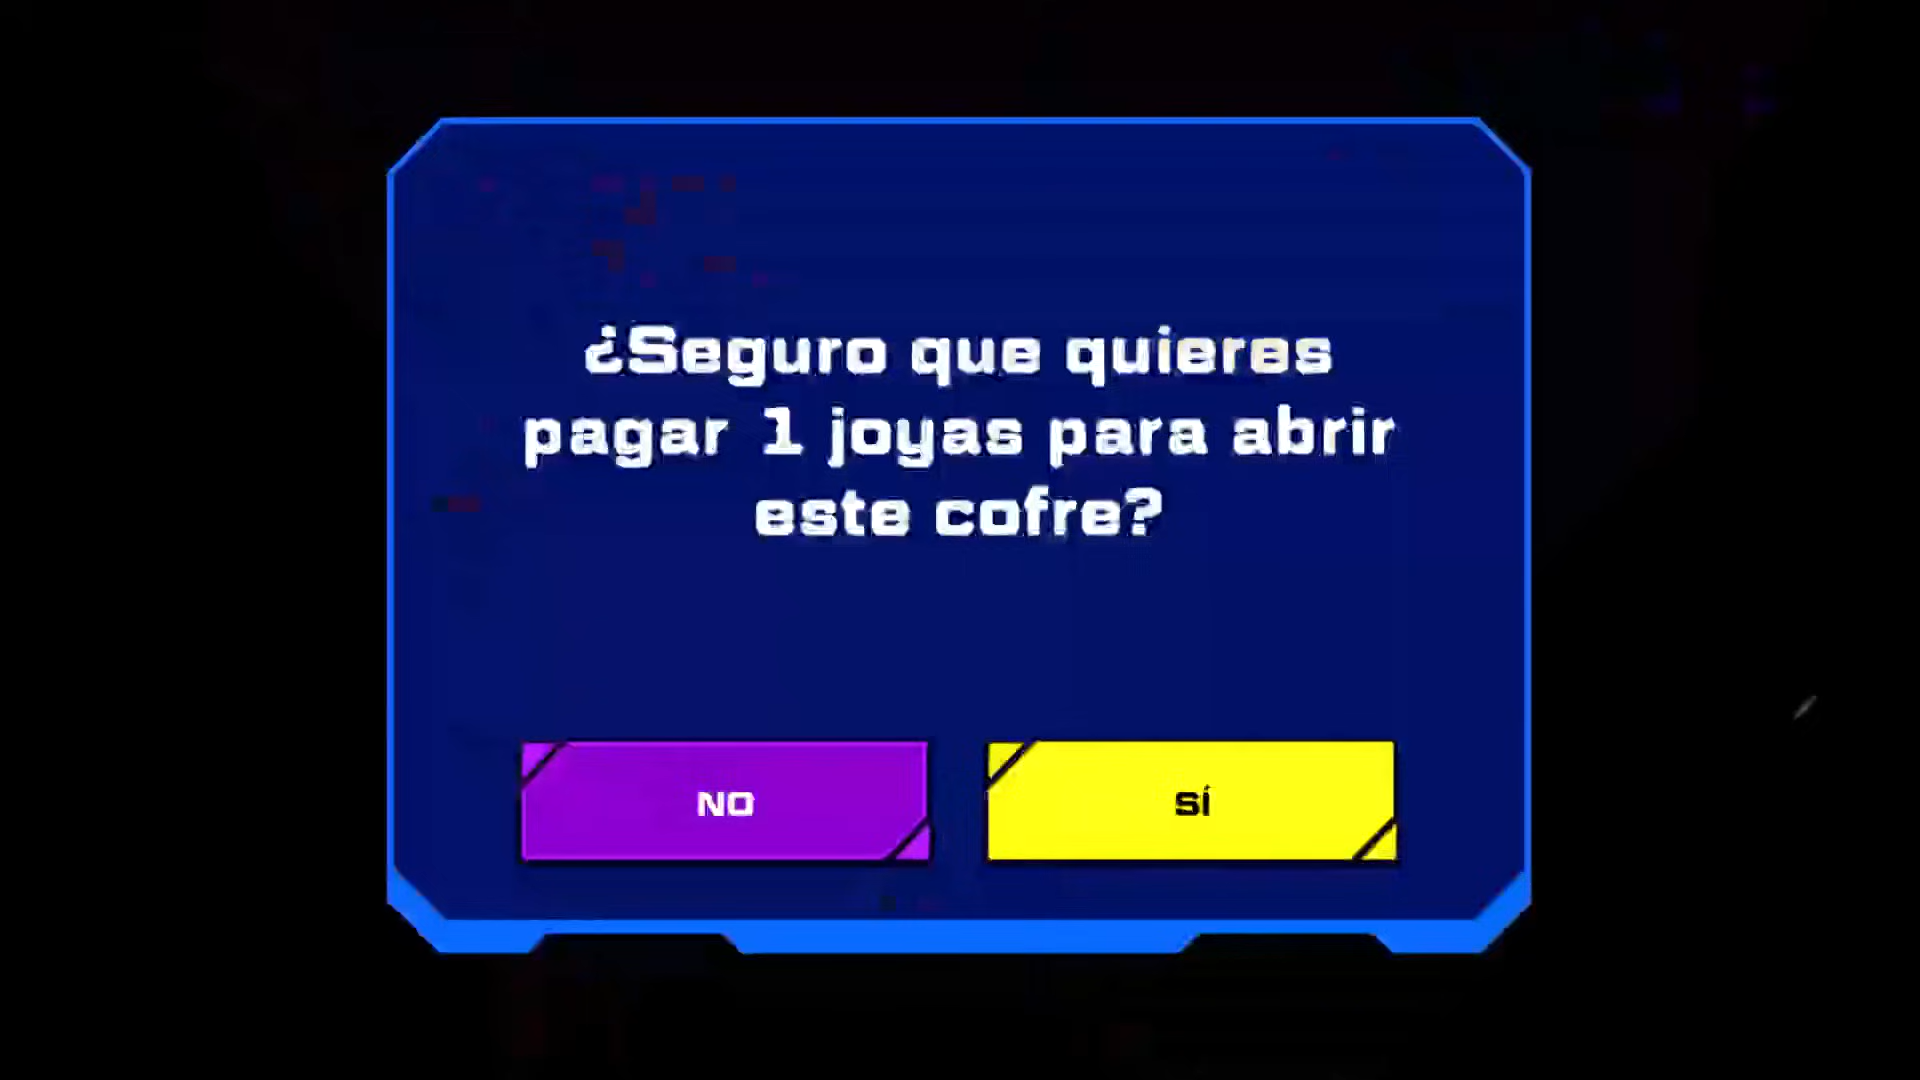 ¿Seguro que quieres
pagar 1 joyas para abrir
este cofre?
NO
SÍ